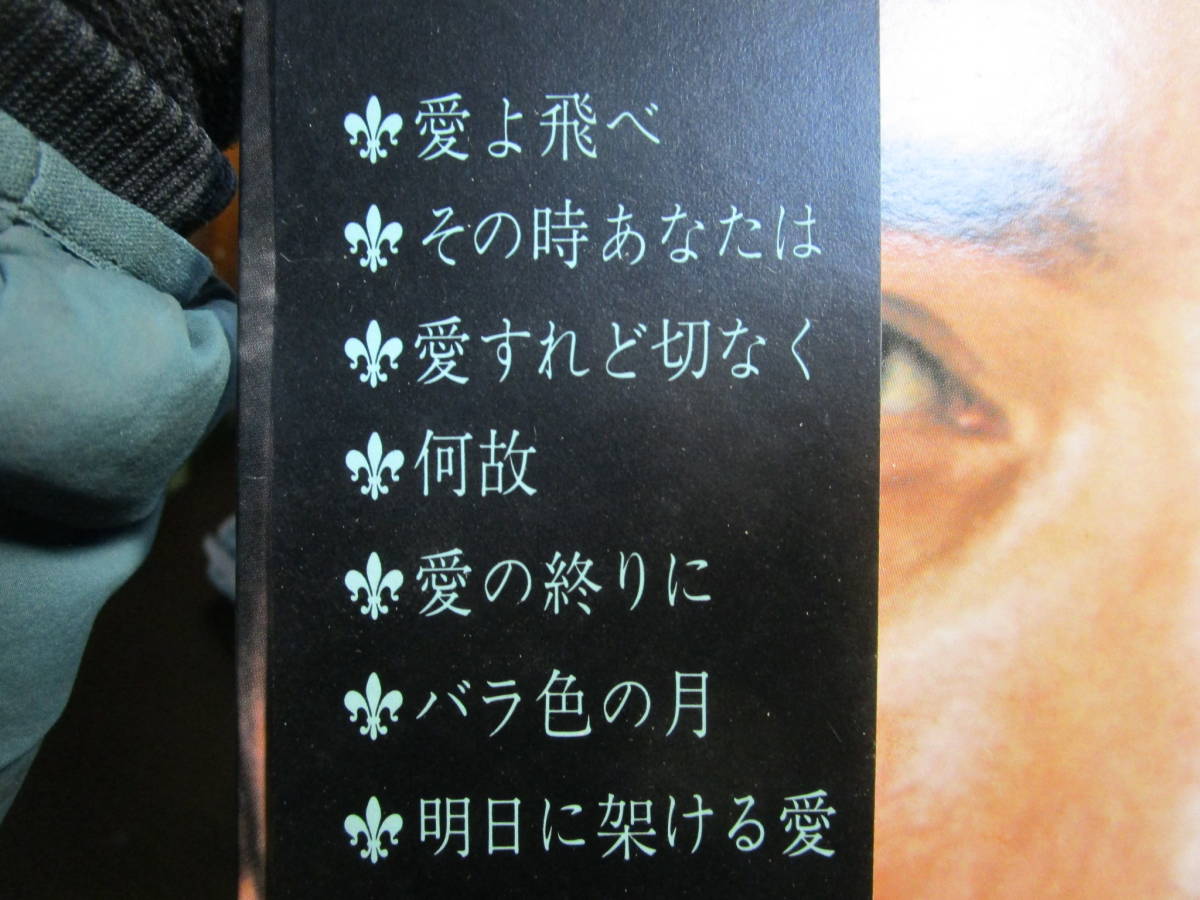 愛よ飛べ
その時あなたは
愛すれど切なく
何故
愛の終りに
バラ色の月
明日に架ける愛